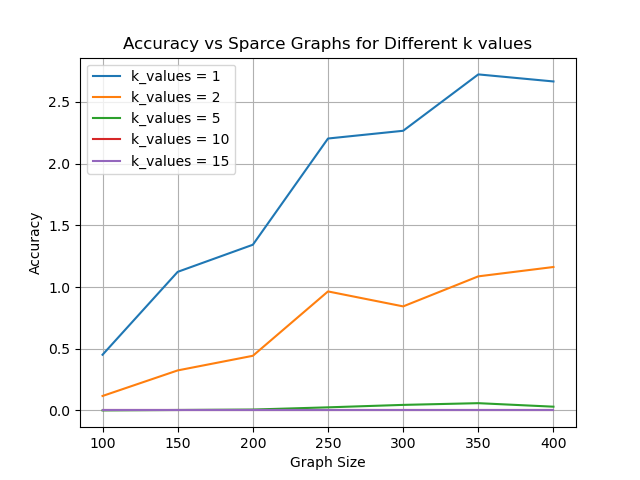 Accuracy vs Sparce Graphs for Different k values
k_values = 1
k_values = 2
k_values = 5
k_values = 10
k_values = 15
2.5
2.0
1.5
1.0
0.5
0.0
Accuracy
100 150 200 250 300 350 400
Graph Size